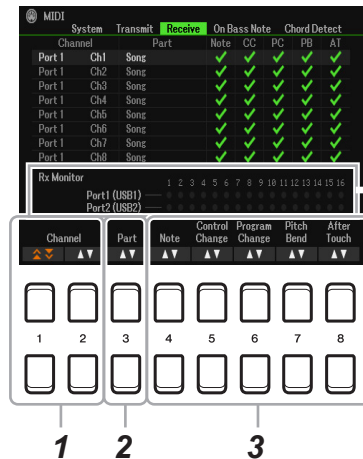 MIDI
System Transmit Receive On Bass Note Chord Detect
Channel Part Note CC PC PB AT
Port 1 Ch1 Song
Port 1 Ch2 Song
Port 1 Ch3 Song
Port 1 Ch4 Song
Port 1 Ch5 Song
Port 1 Ch6 Song
Port 1 Ch7 Song
Port 1 Ch8 Song
Rx Monitor
1 2 3 4 5 6 7 8 9 10 11 12 13 14 15 16
Port1 (USB1)
Port2 (USB2)
Channel Part Note Control Change Program Change Pitch Bend After Touch
1 2 3 4 5 6 7 8
1 2 3